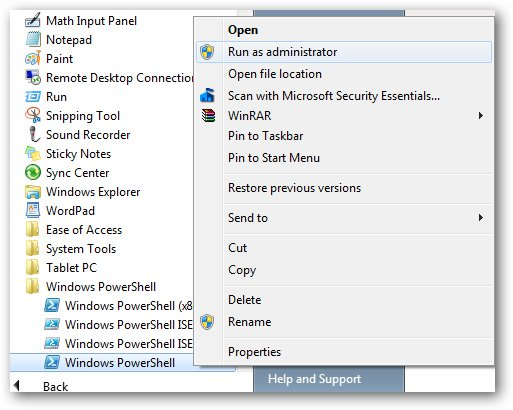 Math Input Panel
Notepad
Paint
Remote Desktop Connection
Run
Snipping Tool
Sound Recorder
Sticky Notes
Sync Center
Windows Explorer
WordPad
Ease of Access
System Tools
Tablet PC
Windows PowerShell
Windows PowerShell (x8
Windows PowerShell ISE
Windows PowerShell ISE
Windows PowerShell
Back
Open
Run as administrator
Open file location
Scan with Microsoft Security Essentials...
WinRAR
Pin to Taskbar
Pin to Start Menu
Restore previous versions
Send to
Cut
Copy
Delete
Rename
Properties
Help and Support